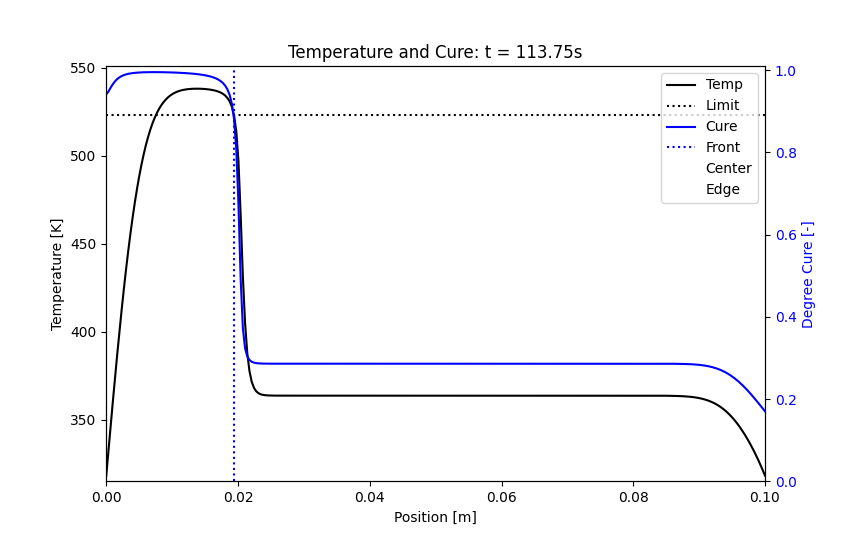 Temperature and Cure: t = 113.75s
550
500
450
400
350
Temperature [K]
1.0
0.8
0.6
0.4
0.2
0.0
Degree Cure [-]
Temp
Limit
Cure
Front
Center
Edge
0.00 0.02 0.04 0.06 0.08 0.10
Position [m]